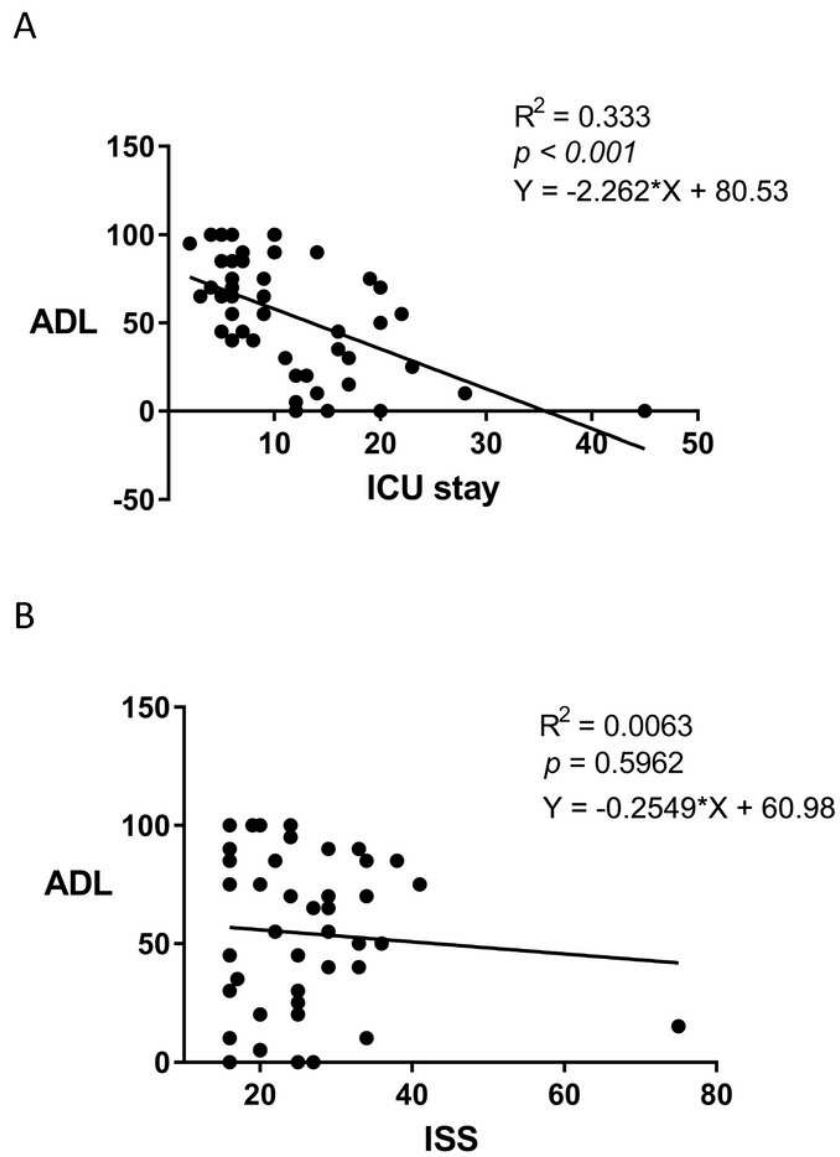 A
R² = 0.333
p < 0.001
Y = -2.262*X + 80.53
150
100
ADL
50
0
10 20 30 40 50
ICU stay
-50
B
150
R² = 0.0063
p = 0.5962
Y = -0.2549*X + 60.98
100
ADL
50
0
20 40 60 80
ISS